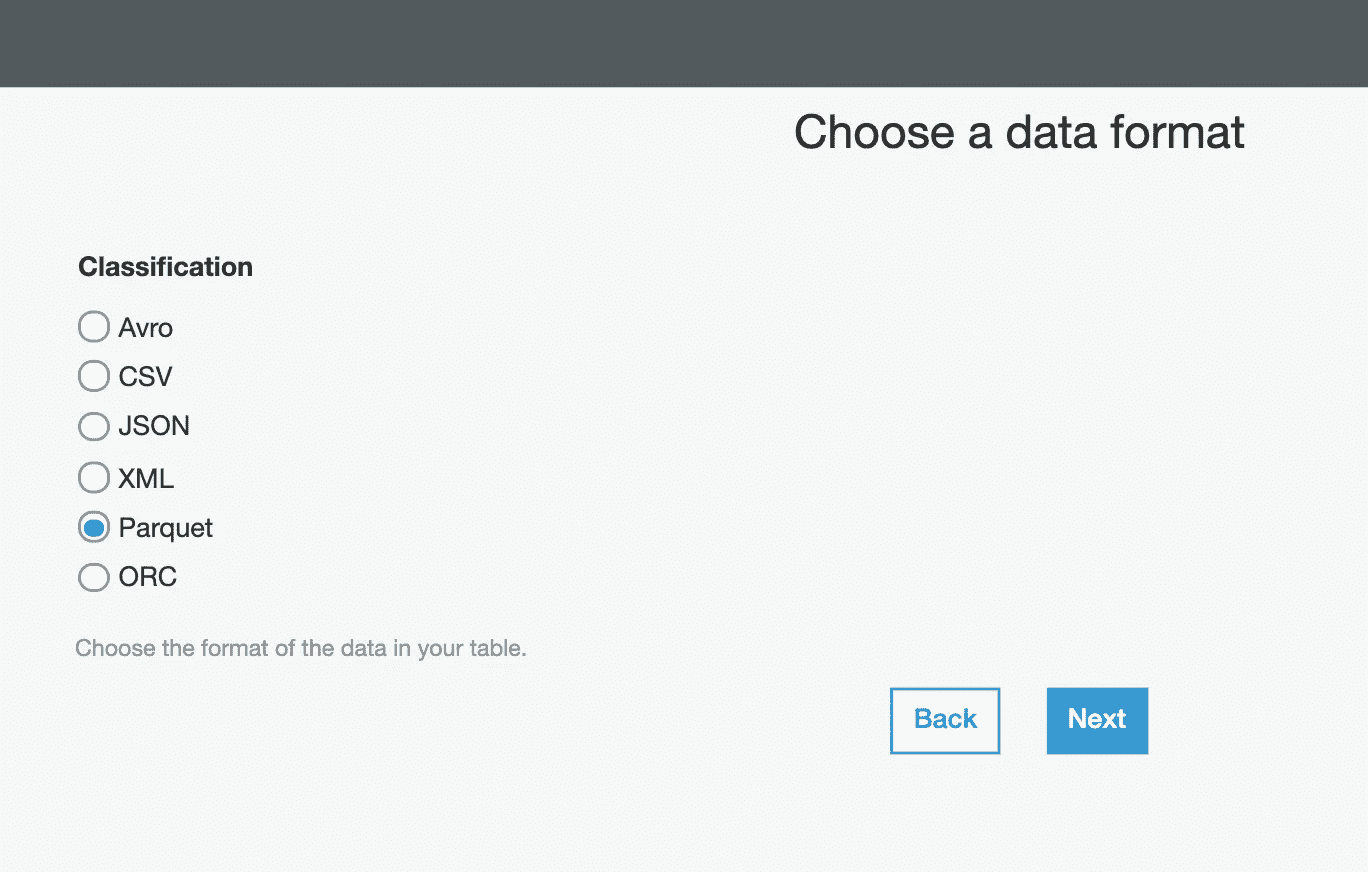 Choose a data format
Classification
Avro
CSV
JSON
XML
Parquet
ORC
Choose the format of the data in your table.
Back
Next